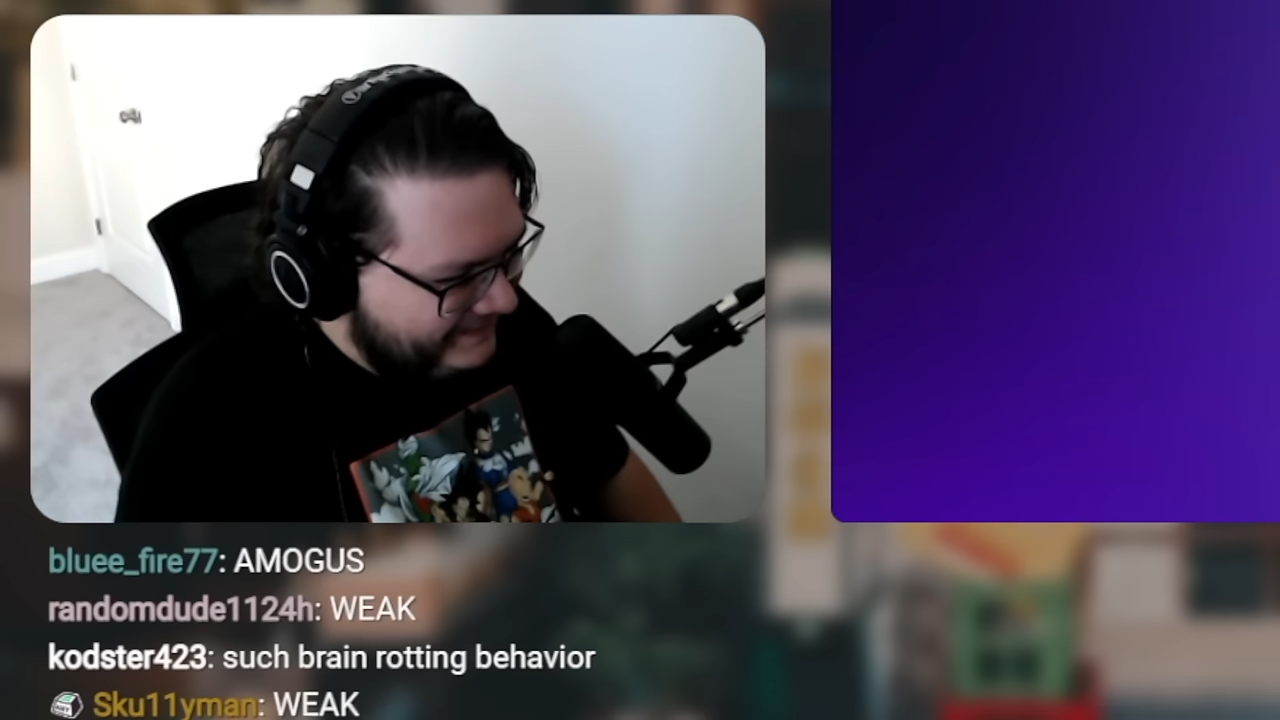 bluee_fire77: AMOGUS
randomdude1124h: WEAK
kodster423: such brain rotting behavior
Sku11yman: WEAK